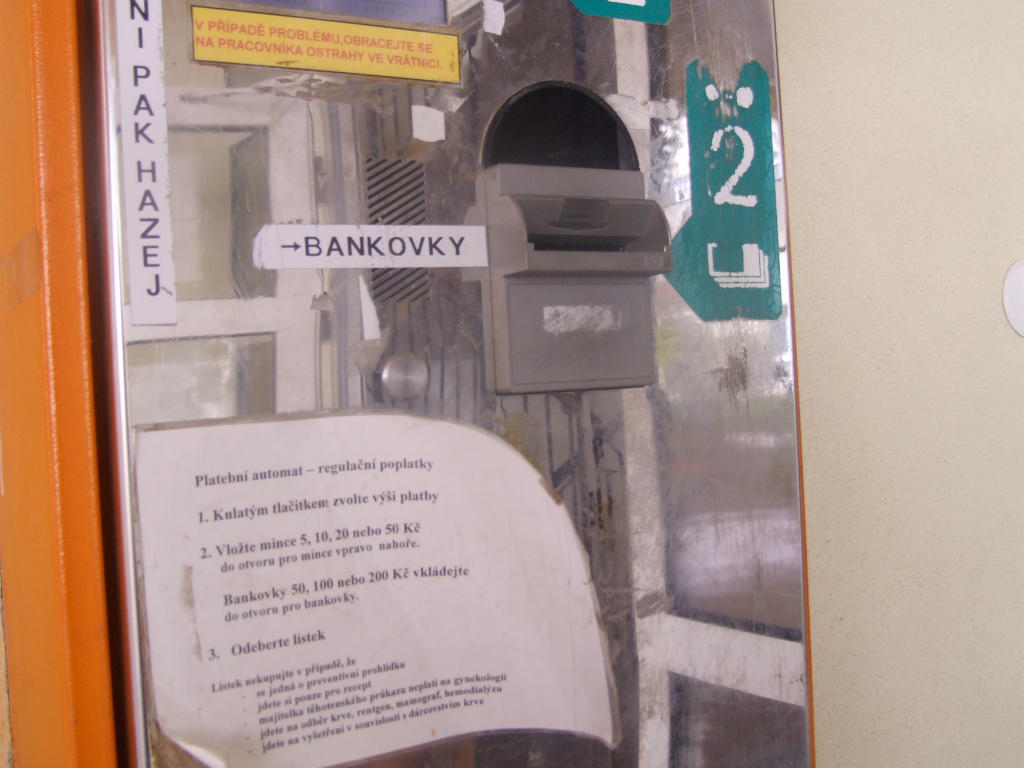 V PŘÍPADĚ PROBLÉMU,OBRACEJTE SE
NA PRACOVNÍKA OSTRAHY VE VRÁTNICI.
NI PAK HAZEJ
2
→BANKOVKY
Platební automat – regulační poplatky
1. Kulatým tlačítkem zvolte výši platby
2. Vložte mince 5, 10, 20 nebo 50 Kč
do otvoru pro mince vpravo nahoře.
Bankovky 50, 100 nebo 200 Kč vkládejte
do otvoru pro bankovky.
3. Odeberte lístek
Lístek nekupujte v případě, že
- se jedná o preventivní prohlídku
- jdete si pouze pro recept
- majitelka těhotenského průkazu neplatí na gynekologii
- jdete na odběr krve, rentgen, mamograf, hemodialýzu
- jdete na vyšetření v souvislosti s dárcovstvím krve